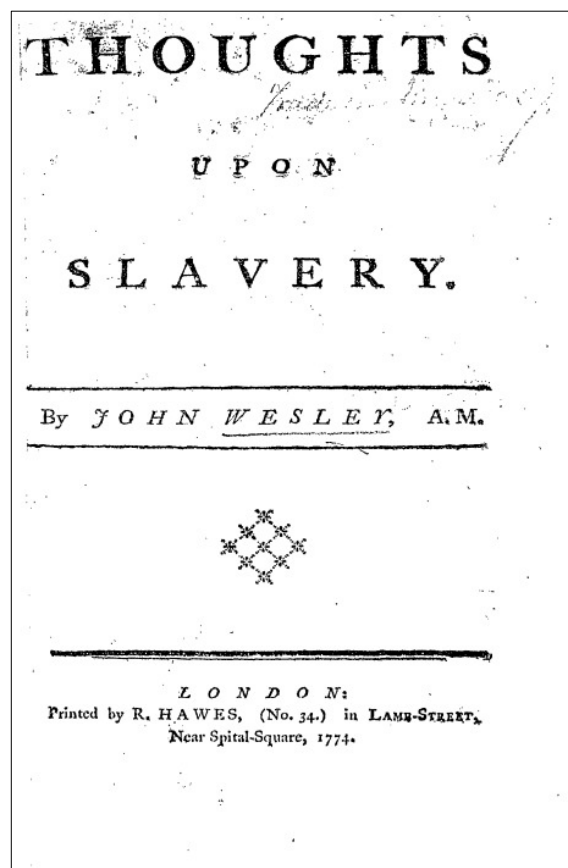 THOUGHTS
UPON
SLAVERY.
By JOHN WESLEY, A.M.
LONDON:
Printed by R. HAWES, (No. 34.) in LAMB-STREET,
Near Spital-Square, 1774.